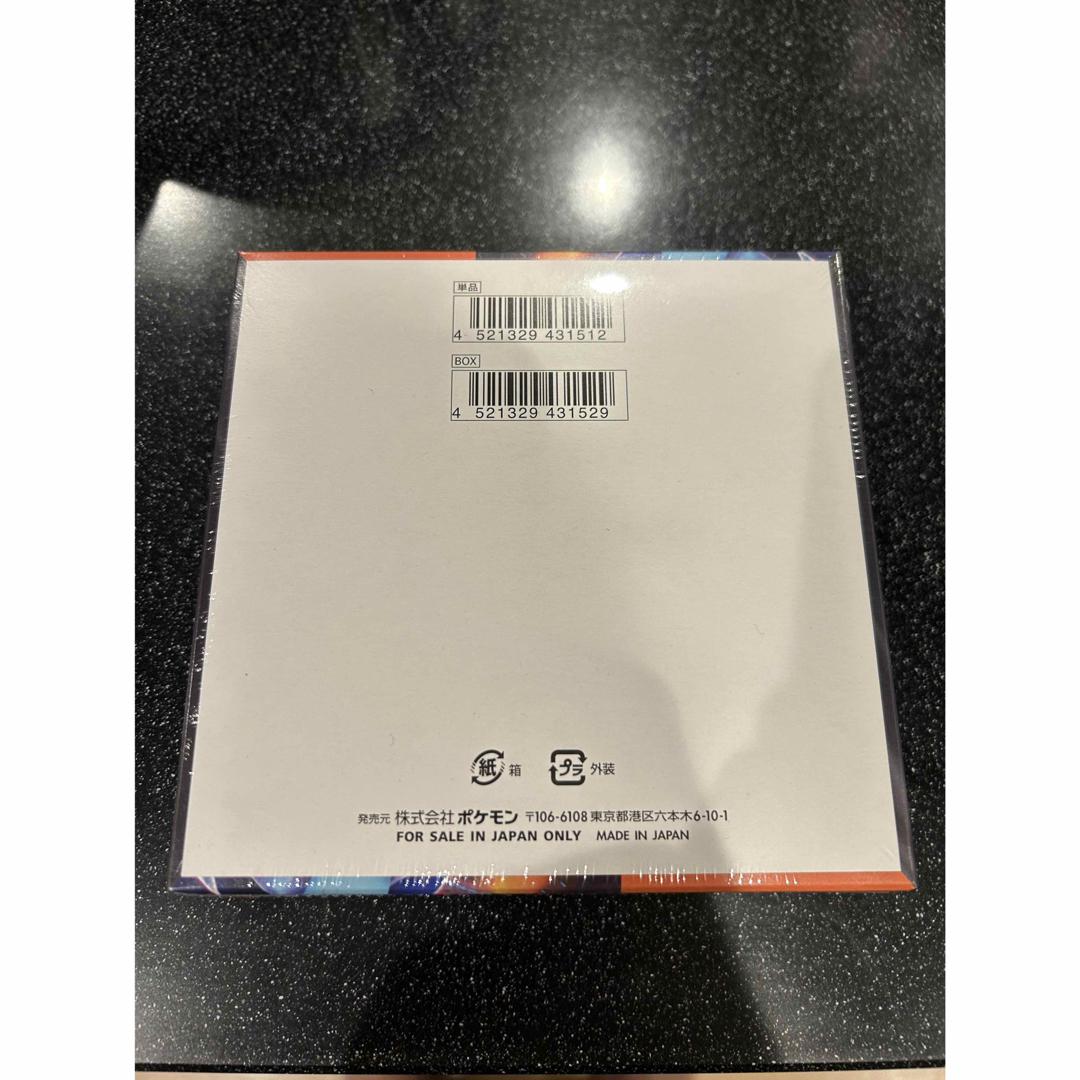 単品
4 521329 431512
BOX
4 521329 431529
紙 箱 プラ 外装
発売元 株式会社ポケモン 〒106-6108 東京都港区六本木6-10-1
FOR SALE IN JAPAN ONLY MADE IN JAPAN